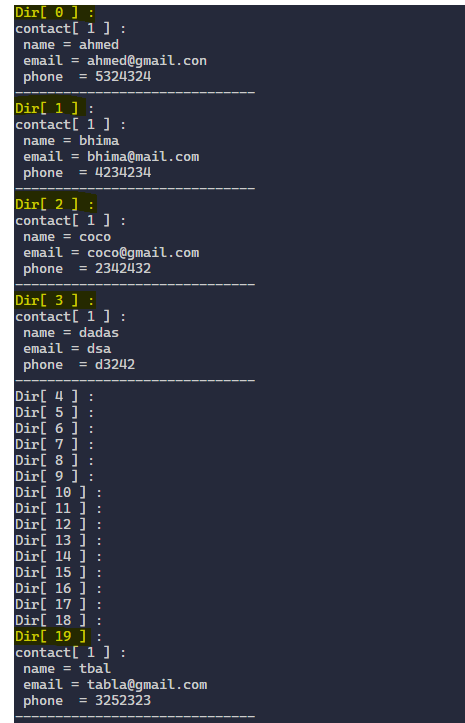 Dir[ 0 ] :
contact[ 1 ] :
name = ahmed
email = ahmed@gmail.con
phone  = 5324324
------------------------------
Dir[ 1 ] :
contact[ 1 ] :
name = bhima
email = bhima@mail.com
phone  = 4234234
------------------------------
Dir[ 2 ] :
contact[ 1 ] :
name = coco
email = coco@gmail.com
phone  = 2342432
------------------------------
Dir[ 3 ] :
contact[ 1 ] :
name = dadas
email = dsa
phone  = d3242
------------------------------
Dir[ 4 ] :
Dir[ 5 ] :
Dir[ 6 ] :
Dir[ 7 ] :
Dir[ 8 ] :
Dir[ 9 ] :
Dir[ 10 ] :
Dir[ 11 ] :
Dir[ 12 ] :
Dir[ 13 ] :
Dir[ 14 ] :
Dir[ 15 ] :
Dir[ 16 ] :
Dir[ 17 ] :
Dir[ 18 ] :
Dir[ 19 ] :
contact[ 1 ] :
name = tbal
email = tabla@gmail.com
phone  = 3252323
------------------------------